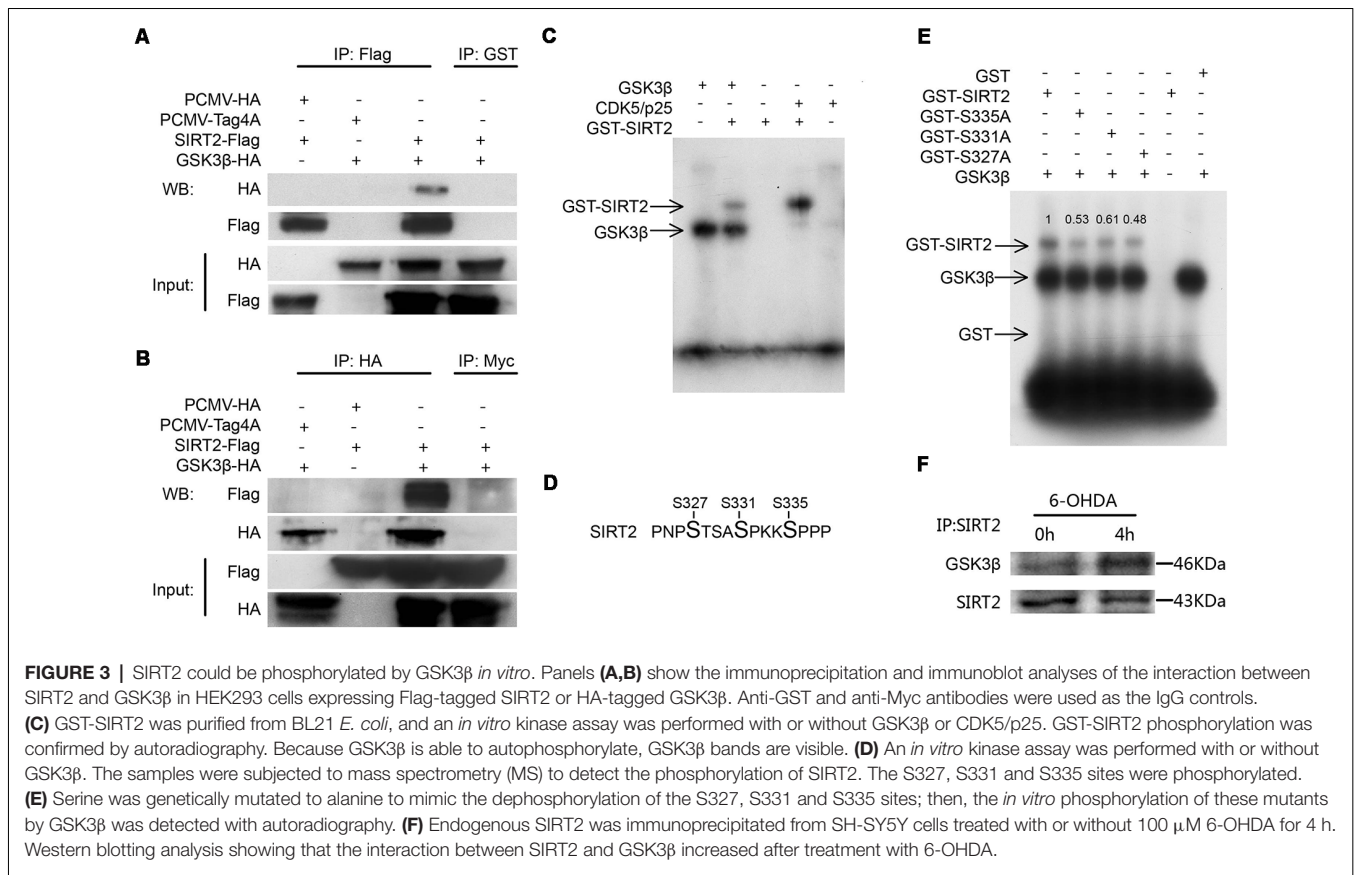 A
IP: Flag IP: GST
PCMV-HA + - - -
PCMV-Tag4A - + - -
SIRT2-Flag + - + +
GSK3β-HA - + + +
WB: HA
Flag
Input: HA
Flag
B
IP: HA IP: Myc
PCMV-HA - + - -
PCMV-Tag4A + - - -
SIRT2-Flag - + + +
GSK3β-HA + - + +
WB: Flag
HA
Input: Flag
HA
C
GSK3β + + - - -
CDK5/p25 - - - + +
GST-SIRT2 - + + + -
GST-SIRT2
GSK3β
D
S327 S331 S335
SIRT2 PNPSTSASPKKSPPP
E
GST - - - - - +
GST-SIRT2 + - - - + -
GST-S335A - + - - - -
GST-S331A - - + - - -
GST-S327A - - - + - -
GSK3β + + + + - +
1 0.53 0.61 0.48
GST-SIRT2
GSK3β
GST
F
6-OHDA
IP:SIRT2 0h 4h
GSK3β 46KDa
SIRT2 43KDa
FIGURE 3 | SIRT2 could be phosphorylated by GSK3β in vitro. Panels (A,B) show the immunoprecipitation and immunoblot analyses of the interaction between
SIRT2 and GSK3β in HEK293 cells expressing Flag-tagged SIRT2 or HA-tagged GSK3β. Anti-GST and anti-Myc antibodies were used as the IgG controls.
(C) GST-SIRT2 was purified from BL21 E. coli, and an in vitro kinase assay was performed with or without GSK3β or CDK5/p25. GST-SIRT2 phosphorylation was
confirmed by autoradiography. Because GSK3β is able to autophosphorylate, GSK3β bands are visible. (D) An in vitro kinase assay was performed with or without
GSK3β. The samples were subjected to mass spectrometry (MS) to detect the phosphorylation of SIRT2. The S327, S331 and S335 sites were phosphorylated.
(E) Serine was genetically mutated to alanine to mimic the dephosphorylation of the S327, S331 and S335 sites; then, the in vitro phosphorylation of these mutants
by GSK3β was detected with autoradiography. (F) Endogenous SIRT2 was immunoprecipitated from SH-SY5Y cells treated with or without 100 μM 6-OHDA for 4 h.
Western blotting analysis showing that the interaction between SIRT2 and GSK3β increased after treatment with 6-OHDA.